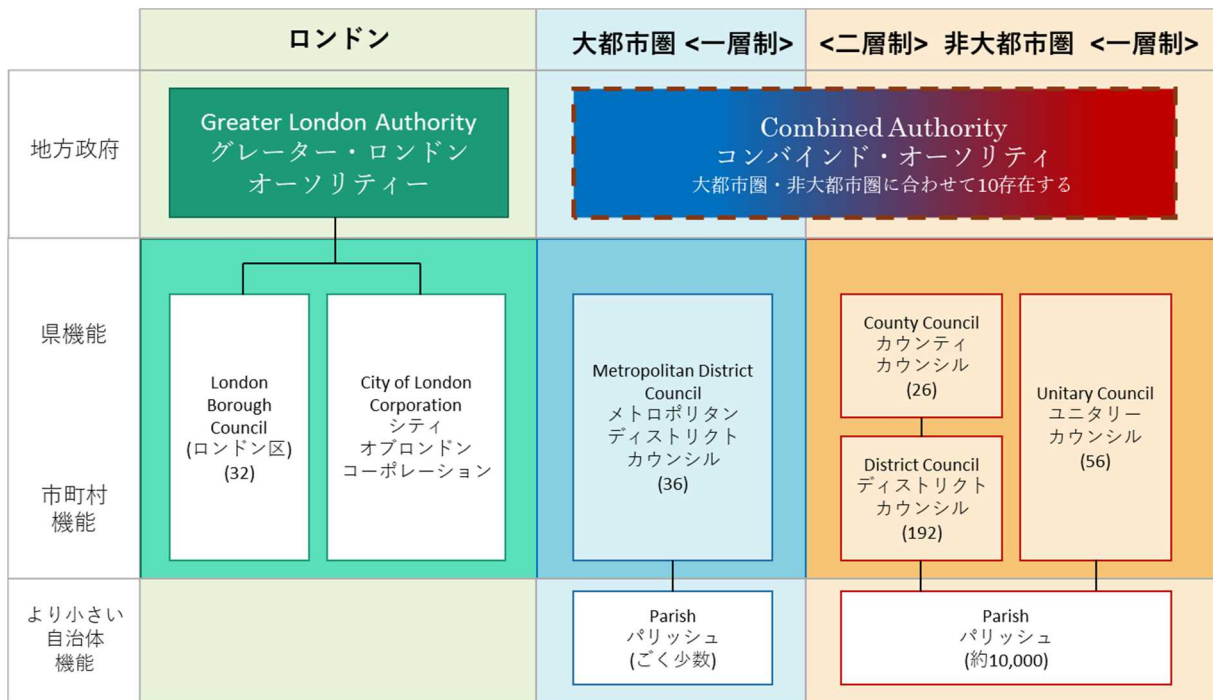 ロンドン
大都市圏 <一層制>
<二層制> 非大都市圏 <一層制>
地方政府
Greater London Authority
グレーター・ロンドン
オーソリティー
Combined Authority
コンバインド・オーソリティ
大都市圏・非大都市圏に合わせて10存在する
県機能
市町村
機能
London
Borough
Council
(ロンドン区)
(32)
City of London
Corporation
シティ
オブロンドン
コーポレーション
Metropolitan District
Council
メトロポリタン
ディストリクト
カウンシル
(36)
County Council
カウンティ
カウンシル
(26)
District Council
ディストリクト
カウンシル
(192)
Unitary Council
ユニタリー
カウンシル
(56)
より小さい
自治体
機能
Parish
パリッシュ
(ごく少数)
Parish
パリッシュ
(約10,000)